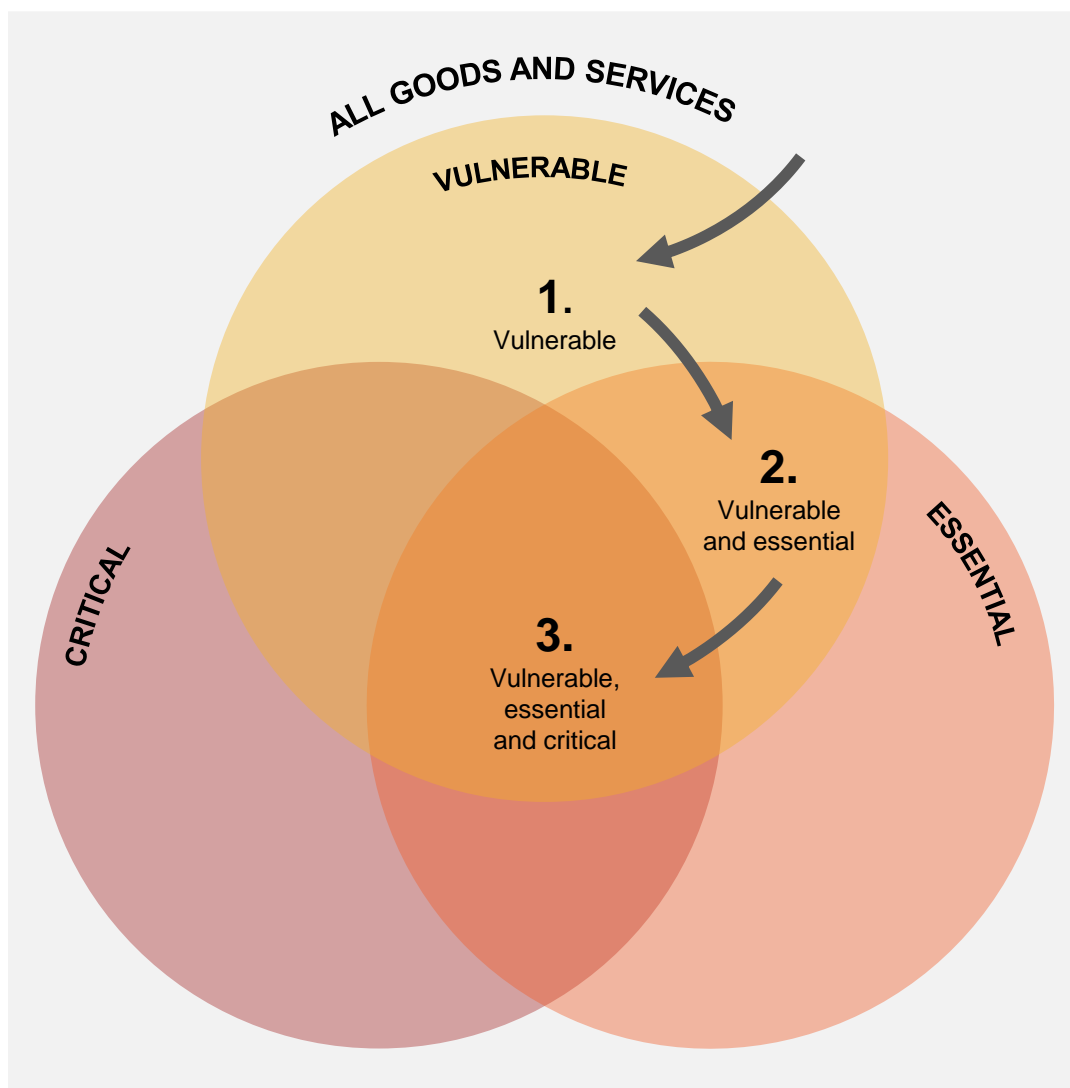 ALL GOODS AND SERVICES
VULNERABLE
1.
Vulnerable
2.
Vulnerable
and essential
ESSENTIAL
CRITICAL
3.
Vulnerable,
essential
and critical